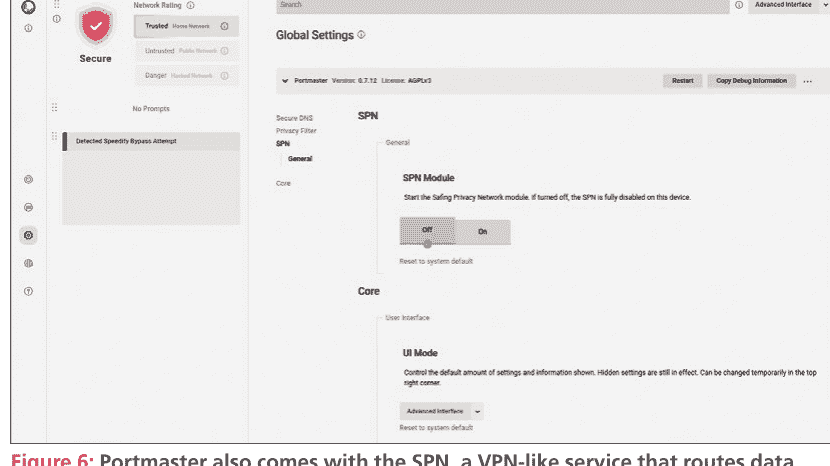 Network Rating
Trusted Home Network
Untrusted Public Network
Danger Hacked Network
Secure
No Prompts
Detected Speedify Bypass Attempt
Search
Advanced Interface
Global Settings
Portmaster Version: 0.7.12 License: AGPLv3
Restart
Copy Debug Information
Secure DNS
Privacy Filter
SPN
General
Core
SPN
General
SPN Module
Start the Safing Privacy Network module. If turned off, the SPN is fully disabled on this device.
Off
On
Reset to system default
Core
User Interface
UI Mode
Control the default amount of settings and information shown. Hidden settings are still in effect. Can be changed temporarily in the top
right corner.
Advanced Interface
Reset to system default
Figure 6: Portmaster also comes with the SPN, a VPN-like service that routes data